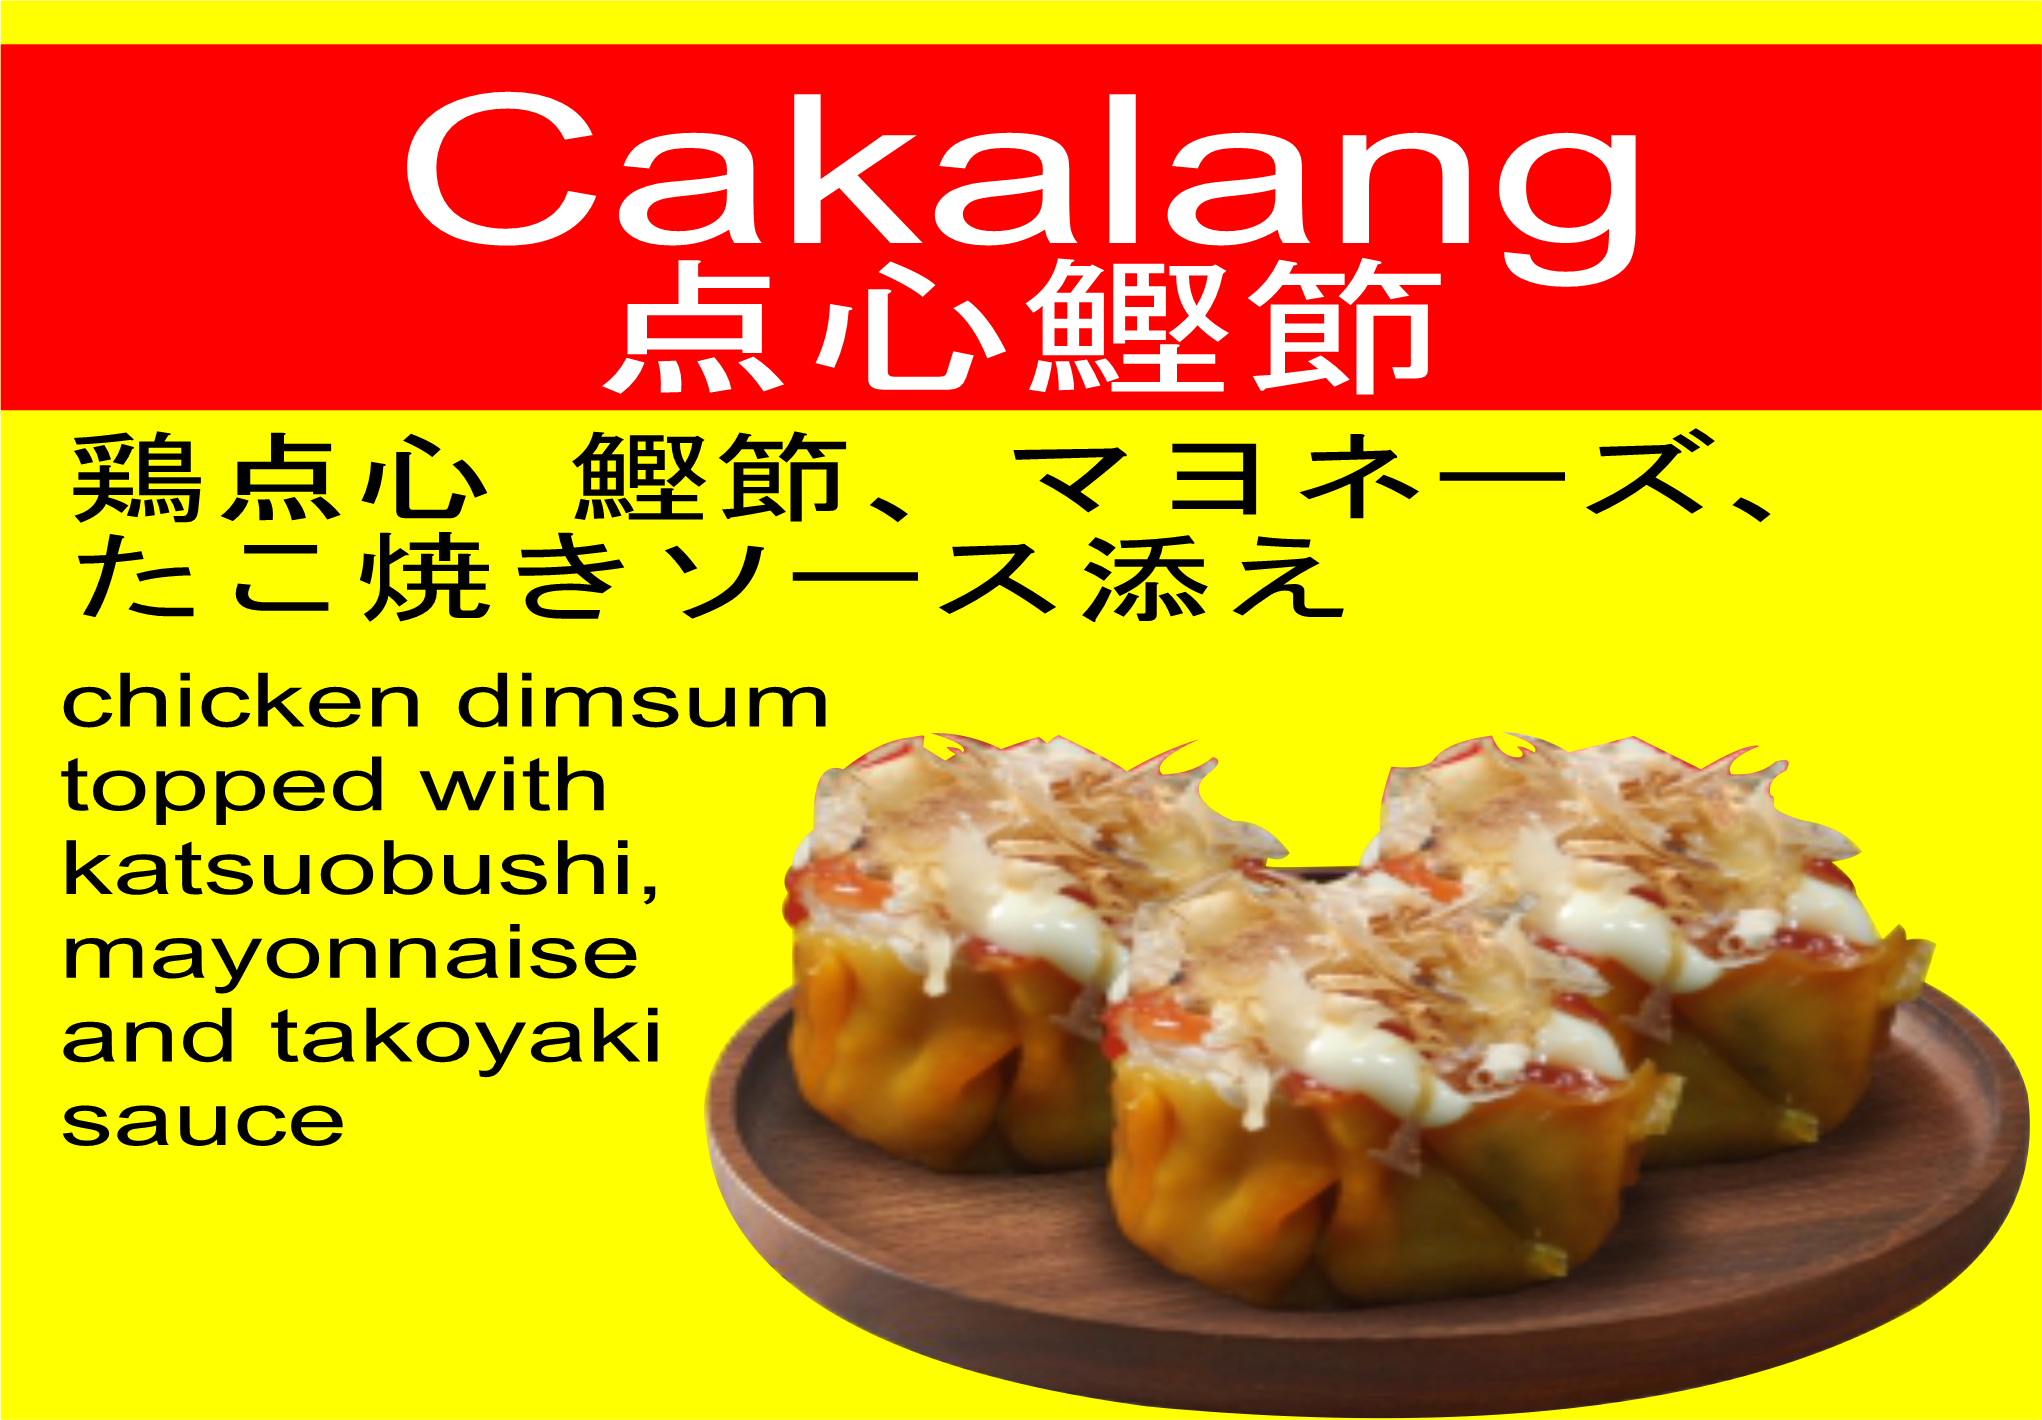 Cakalang
点心鰹節
鶏点心 鰹節、マヨネーズ、
たこ焼きソース添え
chicken dimsum
topped with
katsuobushi,
mayonnaise
and takoyaki
sauce